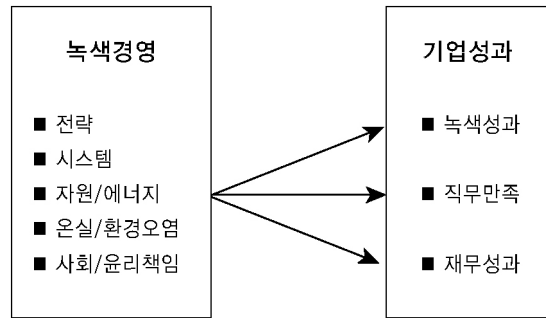 녹색경영
■ 전략
■ 시스템
■ 자원/에너지
■ 온실/환경오염
■ 사회/윤리책임
기업성과
■ 녹색성과
■ 직무만족
■ 재무성과